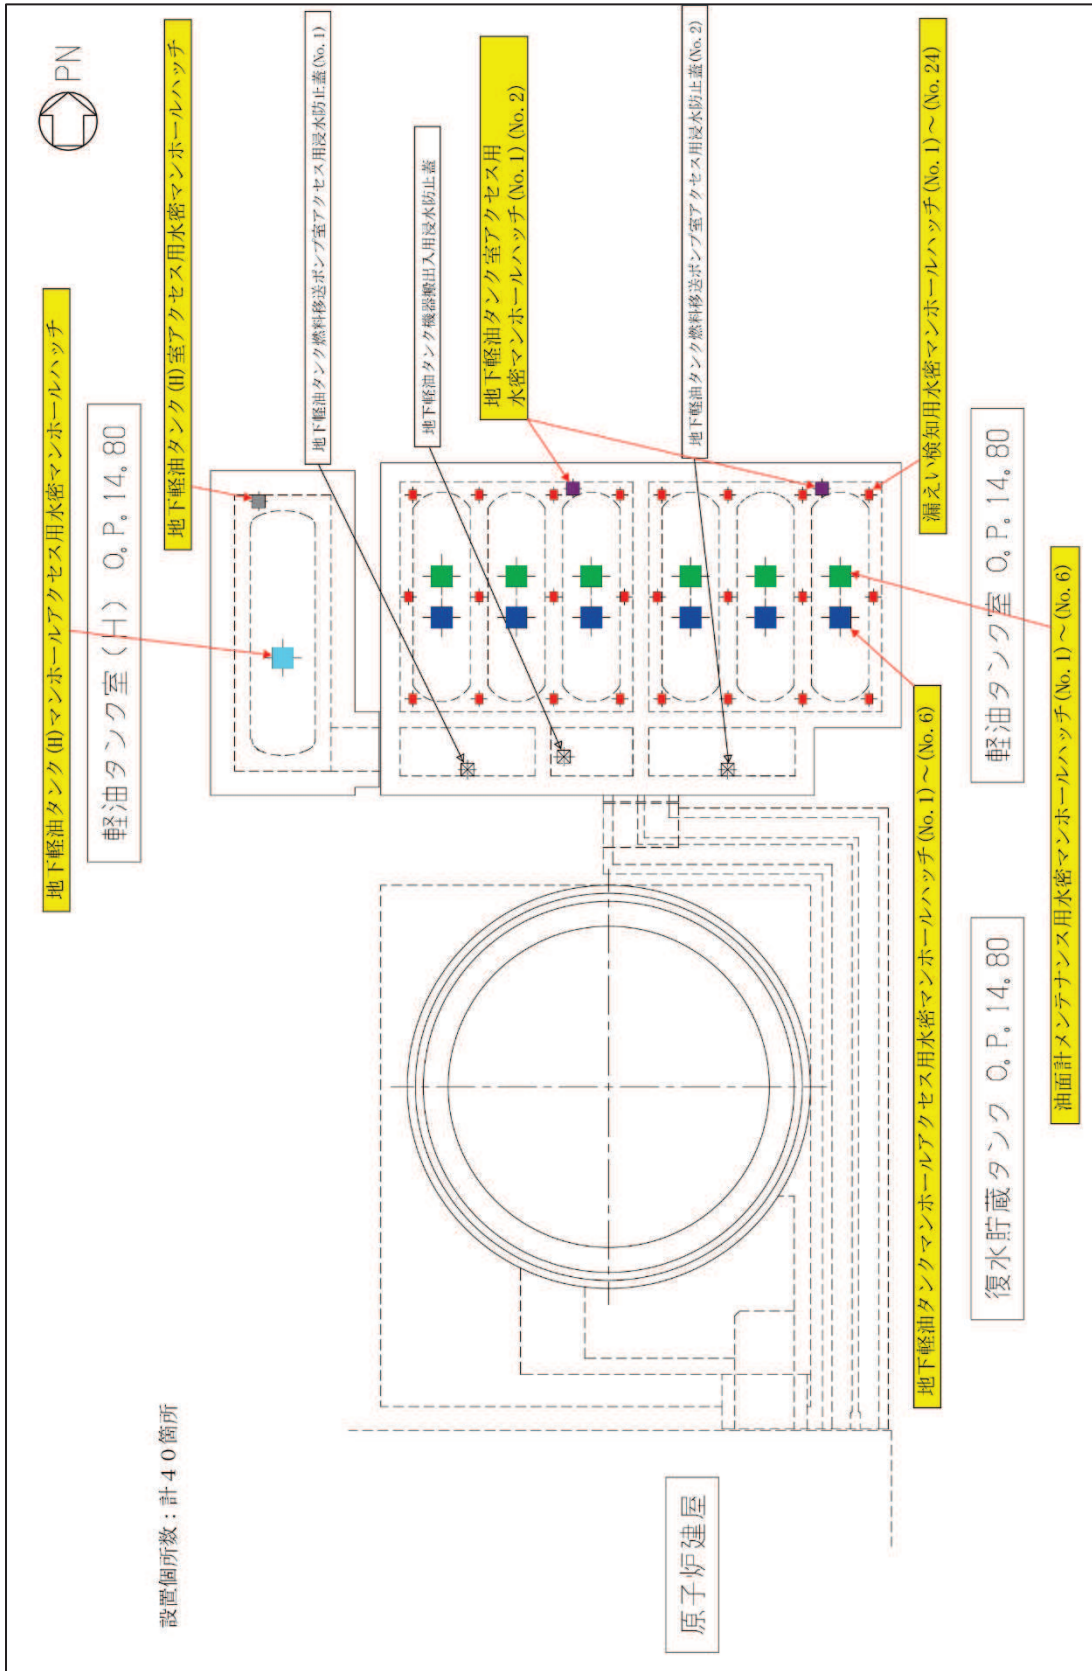 PN
設置個所数：計４０箇所
地下軽油タンク(H)マンホールアクセス用水密マンホールハッチ
軽油タンク室（H） O.P.14.80
地下軽油タンク(H)室アクセス用水密マンホールハッチ
地下軽油タンク燃料移送ポンプ室アクセス用浸水防止蓋(No.1)
地下軽油タンク機器搬出入用浸水防止蓋
地下軽油タンク室アクセス用
水密マンホールハッチ(No.1)(No.2)
地下軽油タンク燃料移送ポンプ室アクセス用浸水防止蓋(No.2)
漏えい検知用水密マンホールハッチ(No.1)～(No.24)
軽油タンク室 O.P.14.80
油面計メンテナンス用水密マンホールハッチ(No.1)～(No.6)
地下軽油タンクマンホールアクセス用水密マンホールハッチ(No.1)～(No.6)
復水貯蔵タンク O.P.14.80
原子炉建屋